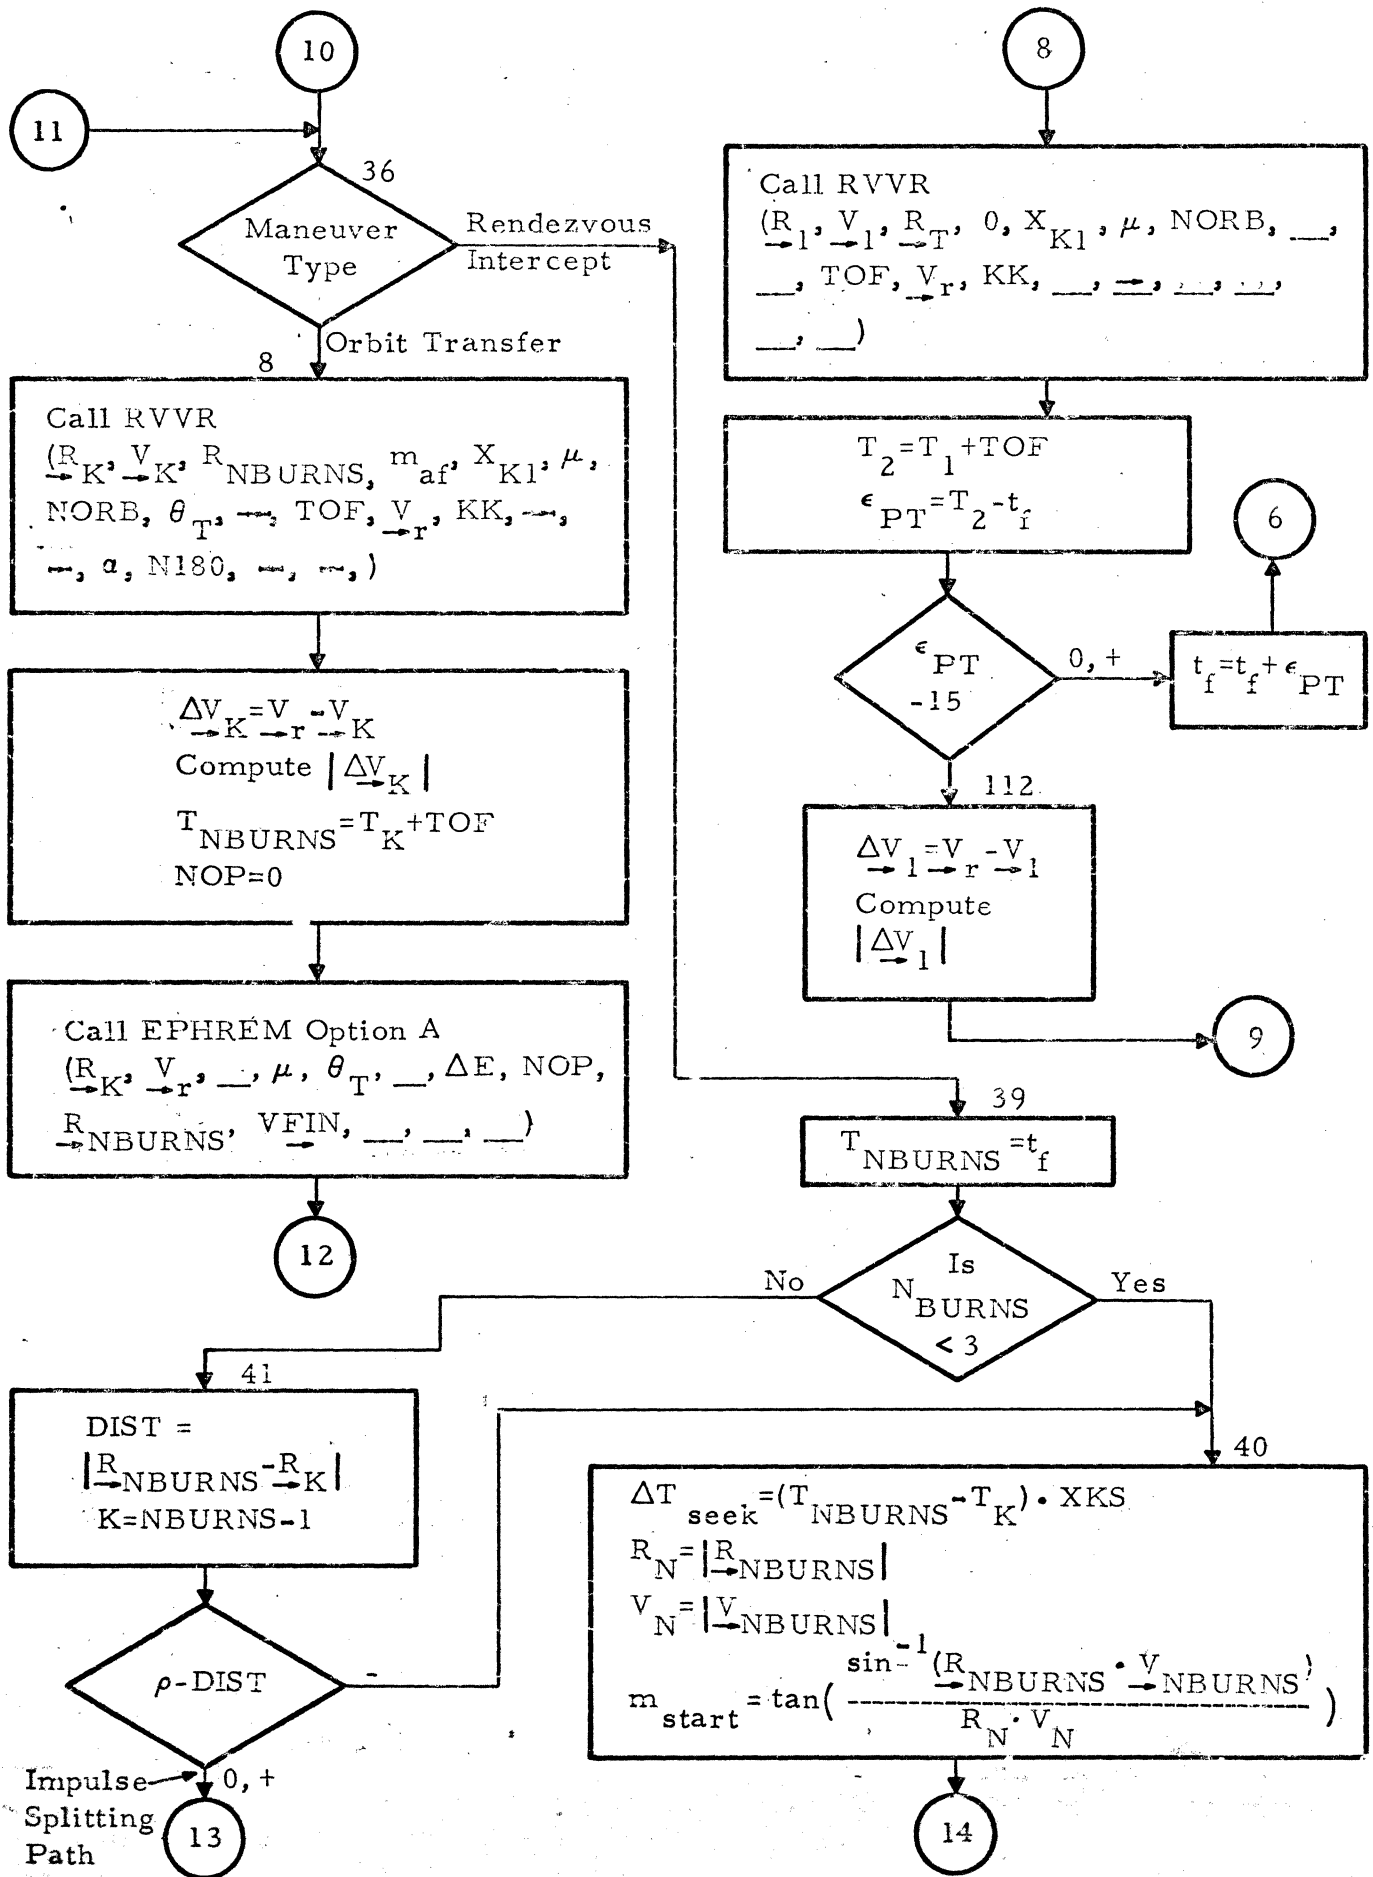 10
11
36
Maneuver
Type
Rendezvous
Intercept
Orbit Transfer
8
Call RVVR
(R_K, V_K, R_NBURNS, m_af, X_K1, μ,
NORB, θ_T, →, TOF, V_r, KK, →,
→, α, N180, →, →,)
ΔV_K=V_r-V_K
Compute |ΔV_K|
T_NBURNS=T_K+TOF
NOP=0
Call EPHREM Option A
(R_K, V_r, __, μ, θ_T, __, ΔE, NOP,
R_NBURNS, VFIN, __, __, __)
12
8
Call RVVR
(R_1, V_1, R_T, 0, X_K1, μ, NORB, __,
__, TOF, V_r, KK, __, →, __, __,
__, __)
T_2=T_1+TOF
ϵ_PT=T_2-t_f
ϵ_PT
-15
0, +
t_f=t_f+ϵ_PT
6
112
ΔV_1=V_r-V_1
Compute
|ΔV_1|
9
39
T_NBURNS=t_f
Is
N_BURNS
< 3
No
Yes
41
DIST =
|R_NBURNS-R_K|
K=NBURNS-1
ρ-DIST
-
0, +
Impulse
Splitting
Path
13
40
ΔT_seek=(T_NBURNS-T_K)·XKS
R_N=|R_NBURNS|
V_N=|V_NBURNS|
m_start=tan(sin^-1(R_NBURNS·V_NBURNS)/R_N·V_N)
14